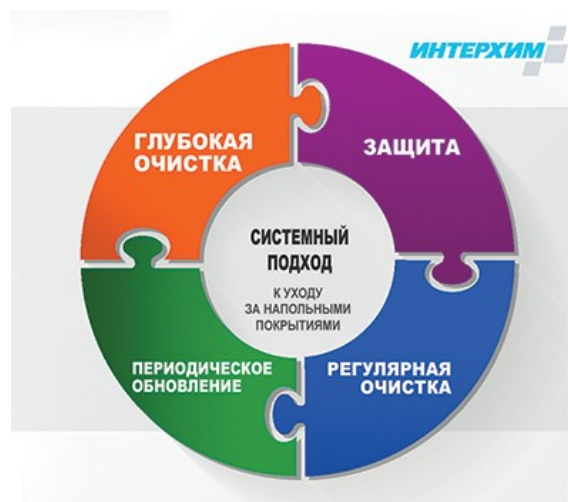 ИНТЕРХИМ
ГЛУБОКАЯ
ОЧИСТКА
ЗАЩИТА
СИСТЕМНЫЙ
ПОДХОД
К УХОДУ
ЗА НАПОЛЬНЫМИ
ПОКРЫТИЯМИ
ПЕРИОДИЧЕСКОЕ
ОБНОВЛЕНИЕ
РЕГУЛЯРНАЯ
ОЧИСТКА